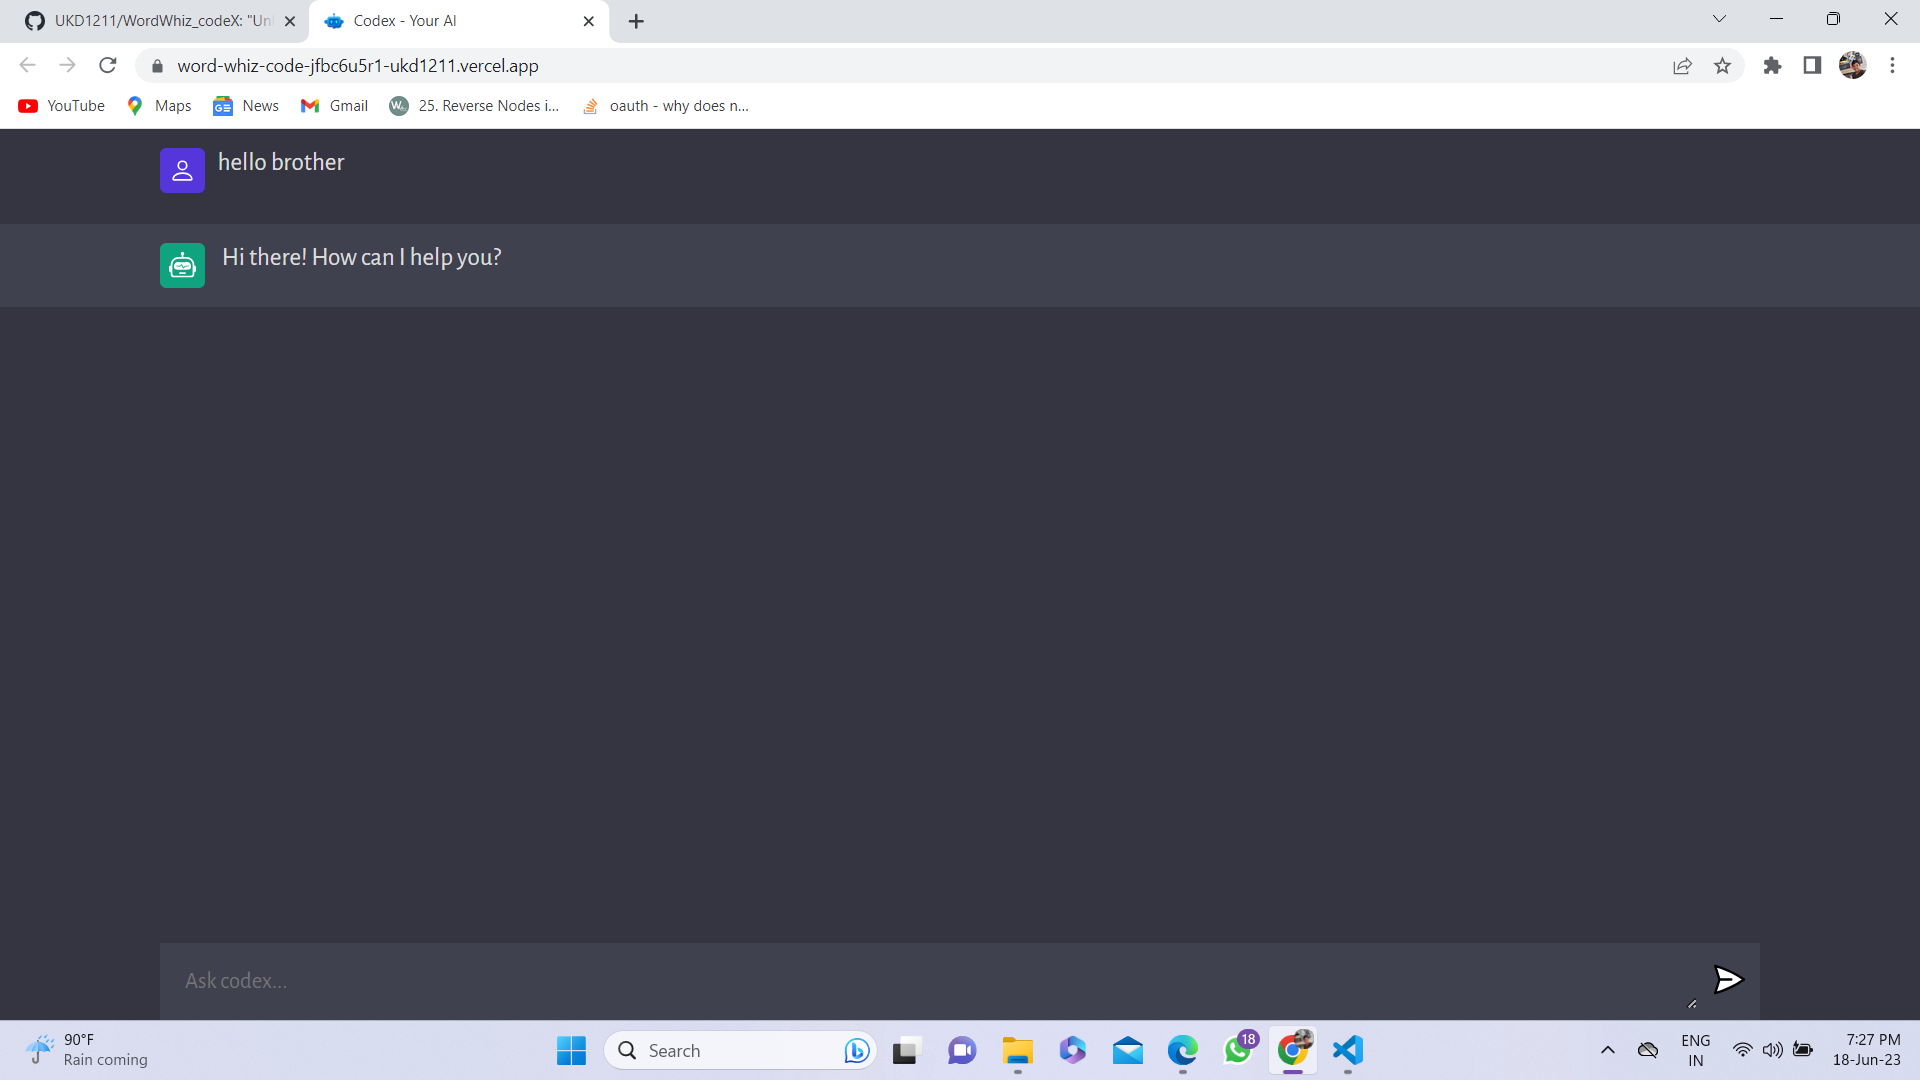 UKD1211/WordWhiz_codeX: "Un
Codex - Your AI
word-whiz-code-jfbc6u5r1-ukd1211.vercel.app
YouTube
Maps
News
Gmail
25. Reverse Nodes i...
oauth - why does n...
hello brother
Hi there! How can I help you?
Ask codex...
90°F
Rain coming
Search
18
ENG
IN
7:27 PM
18-Jun-23